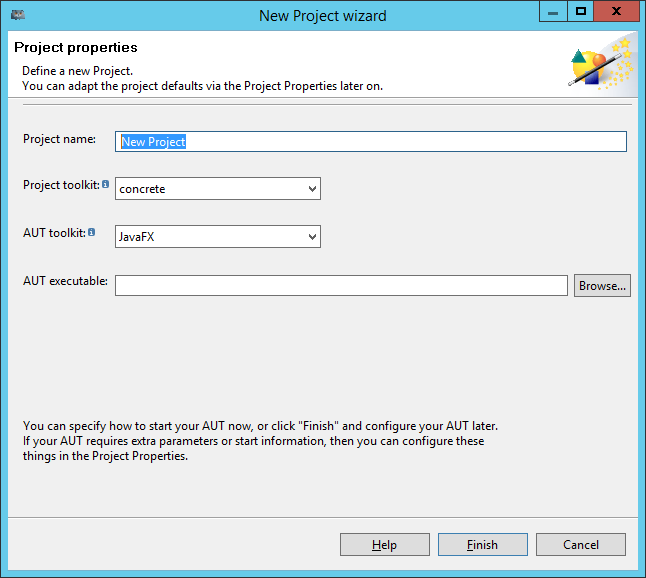 New Project wizard
Project properties
Define a new Project.
You can adapt the project defaults via the Project Properties later on.
Project name: New Project
Project toolkit: concrete
AUT toolkit: JavaFX
AUT executable: Browse...
You can specify how to start your AUT now, or click "Finish" and configure your AUT later.
If your AUT requires extra parameters or start information, then you can configure these
things in the Project Properties.
Help Finish Cancel